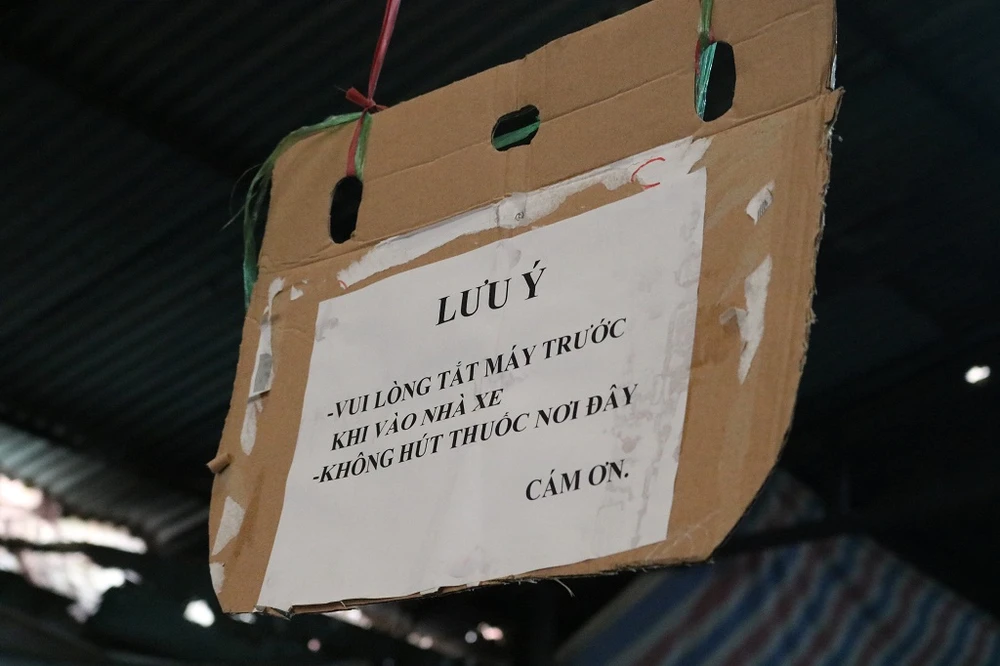 LƯU Ý
-VUI LÒNG TẮT MÁY TRƯỚC
KHI VÀO NHÀ XE
-KHÔNG HÚT THUỐC NƠI ĐÂY
CÁM ƠN.